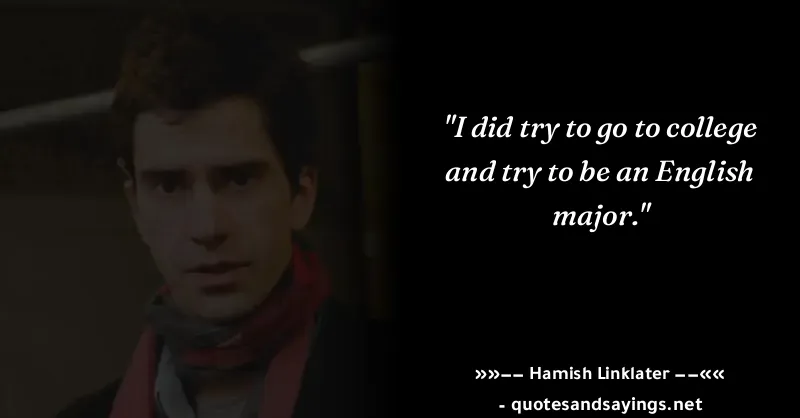 "I did try to go to college
and try to be an English
major."
»»−− Hamish Linklater −−««
- quotesandsayings.net